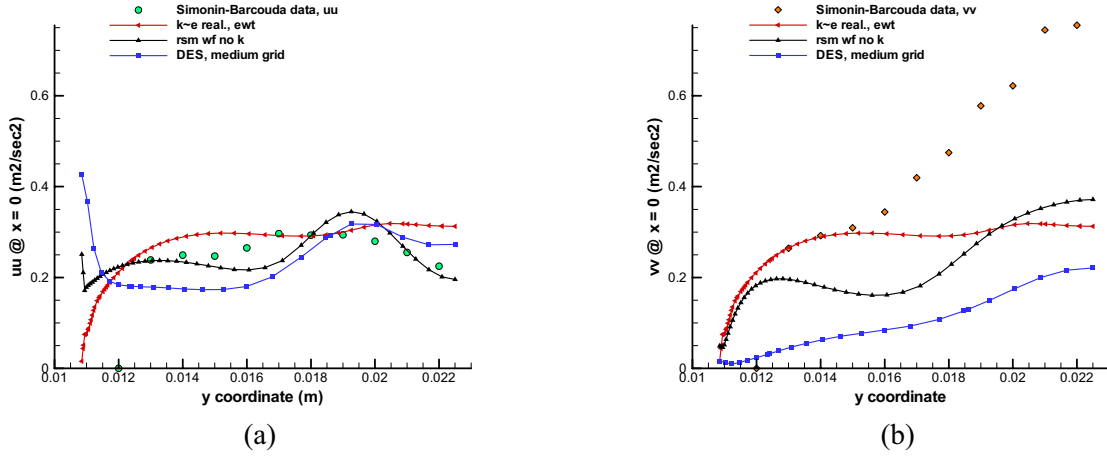 Simonin-Barcouda data, uu
k~e real., ewt
rsm wf no k
DES, medium grid
0.6
0.4
0.2
0
0.01
0.012
0.014
0.016
0.018
0.02
0.022
uu @ x = 0 (m2/sec2)
y coordinate (m)
(a)
Simonin-Barcouda data, vv
k~e real., ewt
rsm wf no k
DES, medium grid
0.6
0.4
0.2
0
0.01
0.012
0.014
0.016
0.018
0.02
0.022
vv @ x = 0 (m2/sec2)
y coordinate
(b)